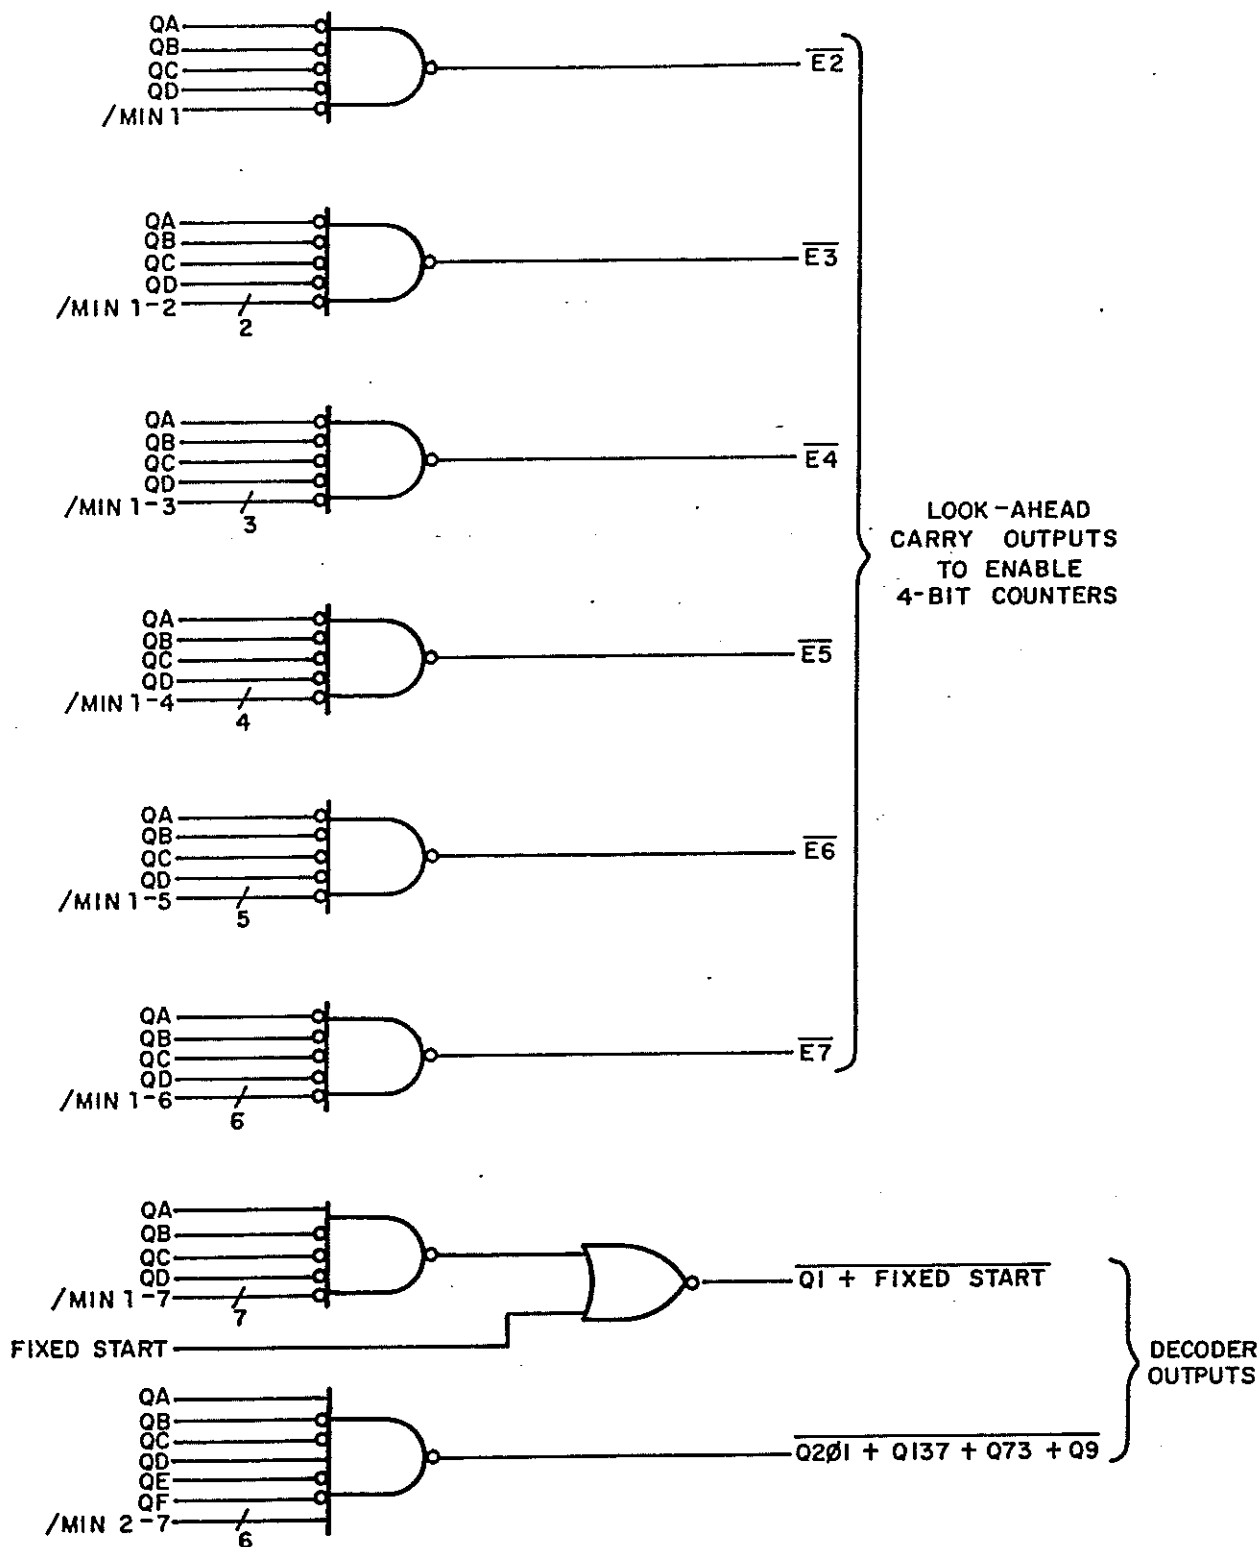 QA
QB
QC
QD
/MIN 1
E2
QA
QB
QC
QD
/MIN 1-2
2
E3
QA
QB
QC
QD
/MIN 1-3
3
E4
LOOK-AHEAD
CARRY OUTPUTS
TO ENABLE
4-BIT COUNTERS
QA
QB
QC
QD
/MIN 1-4
4
E5
QA
QB
QC
QD
/MIN 1-5
5
E6
QA
QB
QC
QD
/MIN 1-6
6
E7
QA
QB
QC
QD
/MIN 1-7
7
FIXED START
Q1 + FIXED START
QA
QB
QC
QD
QE
QF
/MIN 2-7
6
Q2Ø1 + Q137 + Q73 + Q9
DECODER
OUTPUTS